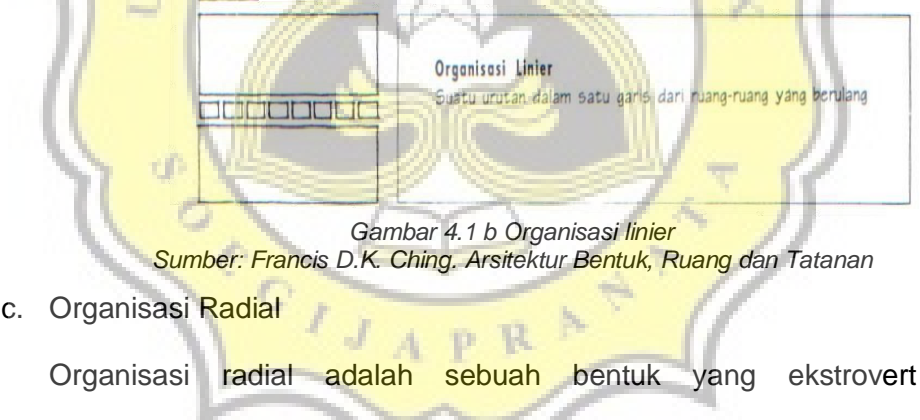 Organisasi Linier
Suatu urutan dalam satu garis dari ruang-ruang yang berulang
Gambar 4.1 b Organisasi linier
Sumber: Francis D.K. Ching. Arsitektur Bentuk, Ruang dan Tatanan
c. Organisasi Radial
Organisasi radial adalah sebuah bentuk yang ekstrovert
SOEGIJAPRANATA